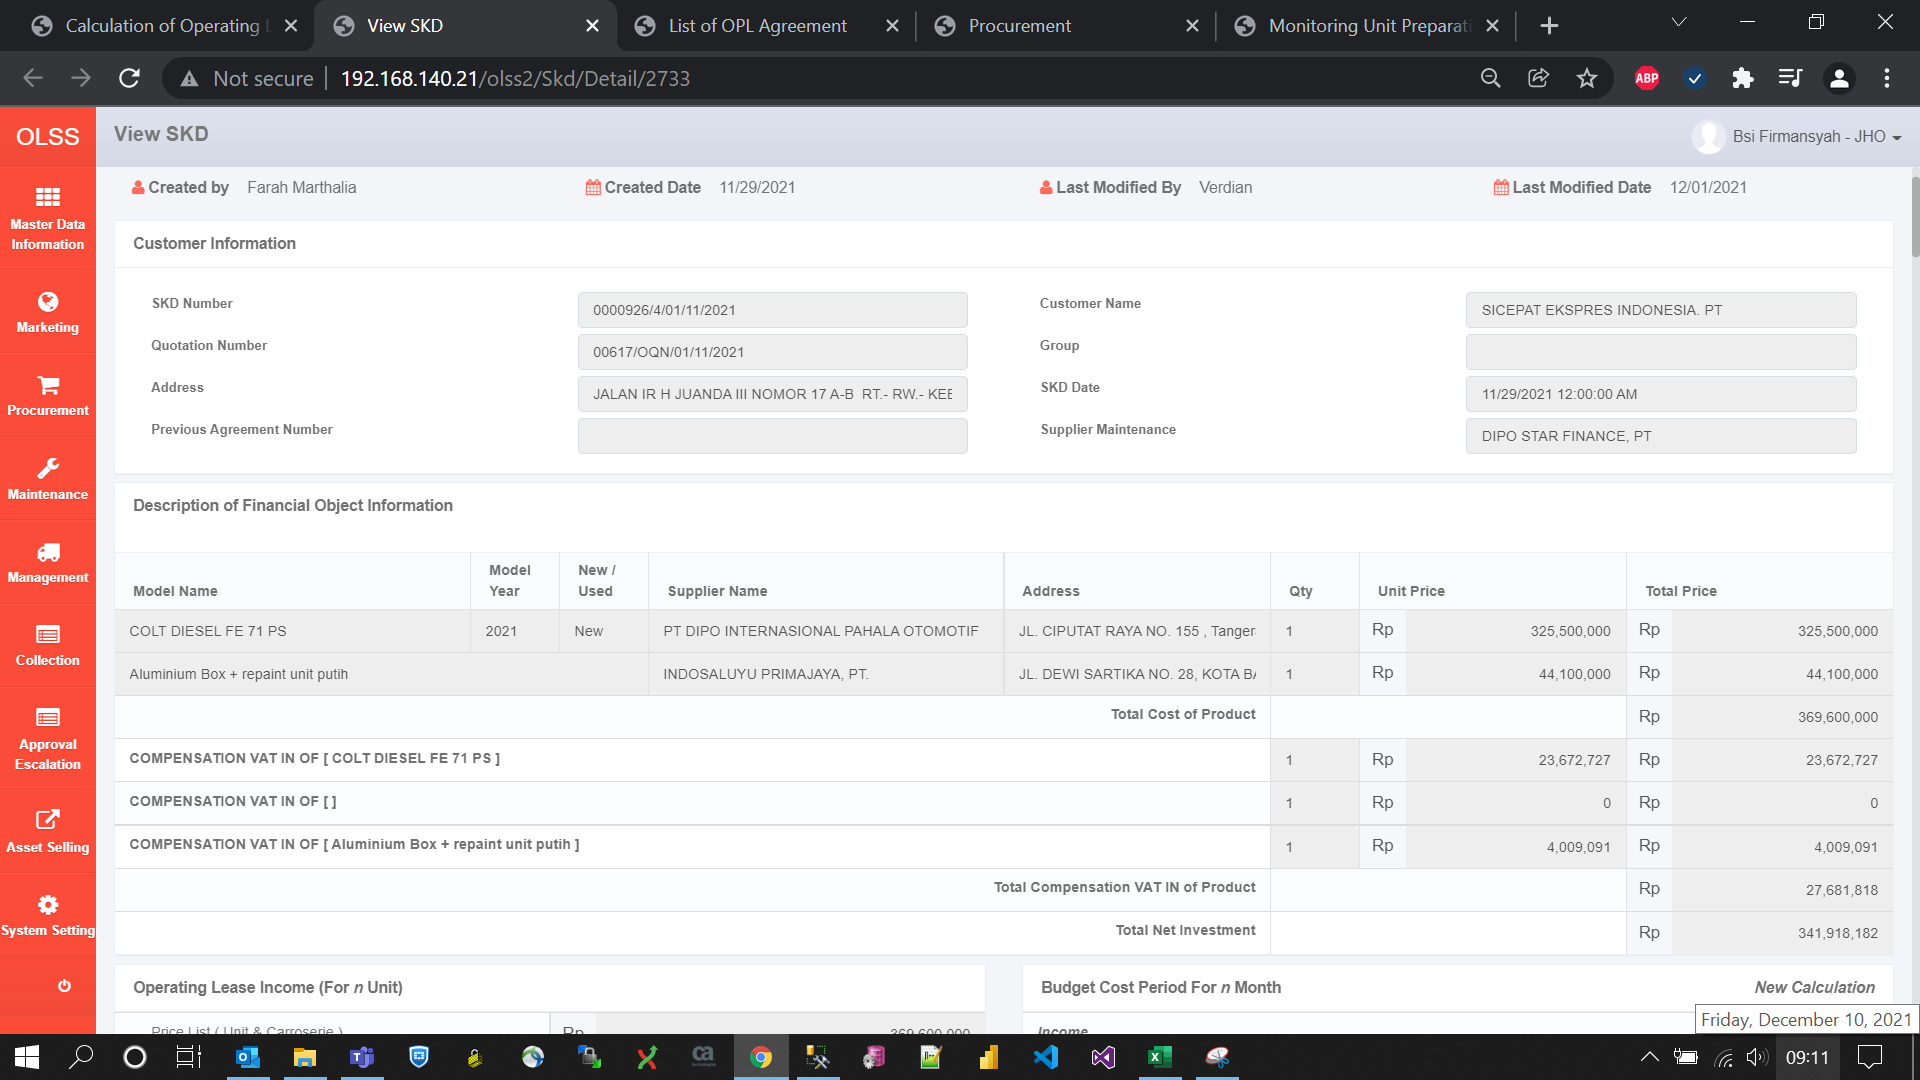 Calculation of Operating L
View SKD
List of OPL Agreement
Procurement
Monitoring Unit Preparati
Not secure
192.168.140.21/olss2/Skd/Detail/2733
ABP
OLSS
View SKD
Bsi Firmansyah - JHO
Created by Farah Marthalia
Created Date 11/29/2021
Last Modified By Verdian
Last Modified Date 12/01/2021
Master Data
Information
Marketing
Procurement
Maintenance
Management
Collection
Approval
Escalation
Asset Selling
System Setting
Customer Information
SKD Number 0000926/4/01/11/2021
Customer Name SICEPAT EKSPRES INDONESIA. PT
Quotation Number 00617/OQN/01/11/2021
Group
Address JALAN IR H JUANDA III NOMOR 17 A-B RT.- RW.- KEE
SKD Date 11/29/2021 12:00:00 AM
Previous Agreement Number
Supplier Maintenance DIPO STAR FINANCE, PT
Description of Financial Object Information
Model Name Model Year New / Used Supplier Name Address Qty Unit Price Total Price
COLT DIESEL FE 71 PS 2021 New PT DIPO INTERNASIONAL PAHALA OTOMOTIF JL. CIPUTAT RAYA NO. 155 , Tanger 1 Rp 325,500,000 Rp 325,500,000
Aluminium Box + repaint unit putih INDOSALUYU PRIMAJAYA, PT. JL. DEWI SARTIKA NO. 28, KOTA BA 1 Rp 44,100,000 Rp 44,100,000
Total Cost of Product Rp 369,600,000
COMPENSATION VAT IN OF [ COLT DIESEL FE 71 PS ] 1 Rp 23,672,727 Rp 23,672,727
COMPENSATION VAT IN OF [ ] 1 Rp 0 Rp 0
COMPENSATION VAT IN OF [ Aluminium Box + repaint unit putih ] 1 Rp 4,009,091 Rp 4,009,091
Total Compensation VAT IN of Product Rp 27,681,818
Total Net Investment Rp 341,918,182
Operating Lease Income (For n Unit)
Budget Cost Period For n Month New Calculation
Price List ( Unit & Carroserie ) Rp 369,600,000
Income
Friday, December 10, 2021
ca
09:11